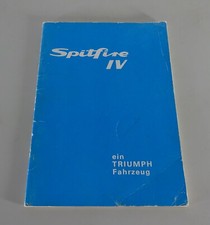 Spitfire
IV
ein
TRIUMPH
Fahrzeug